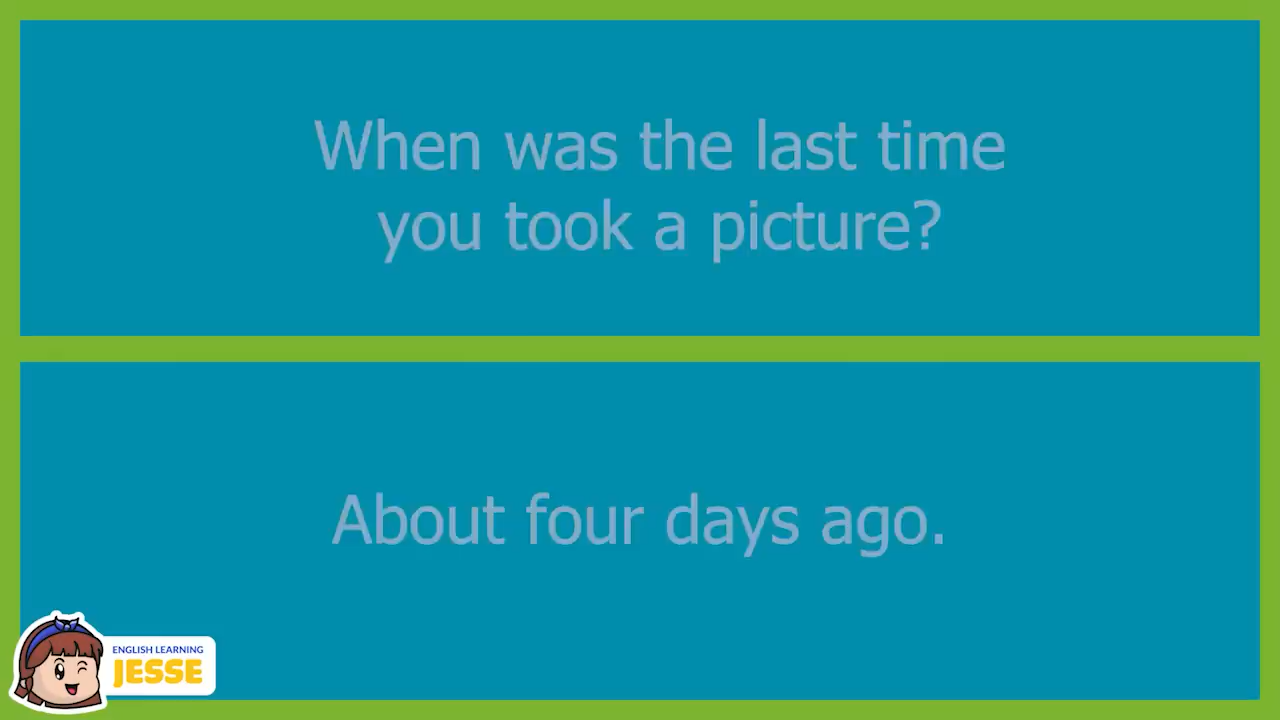 When was the last time
you took a picture?
About four days ago.
ENGLISH LEARNING
JESSE